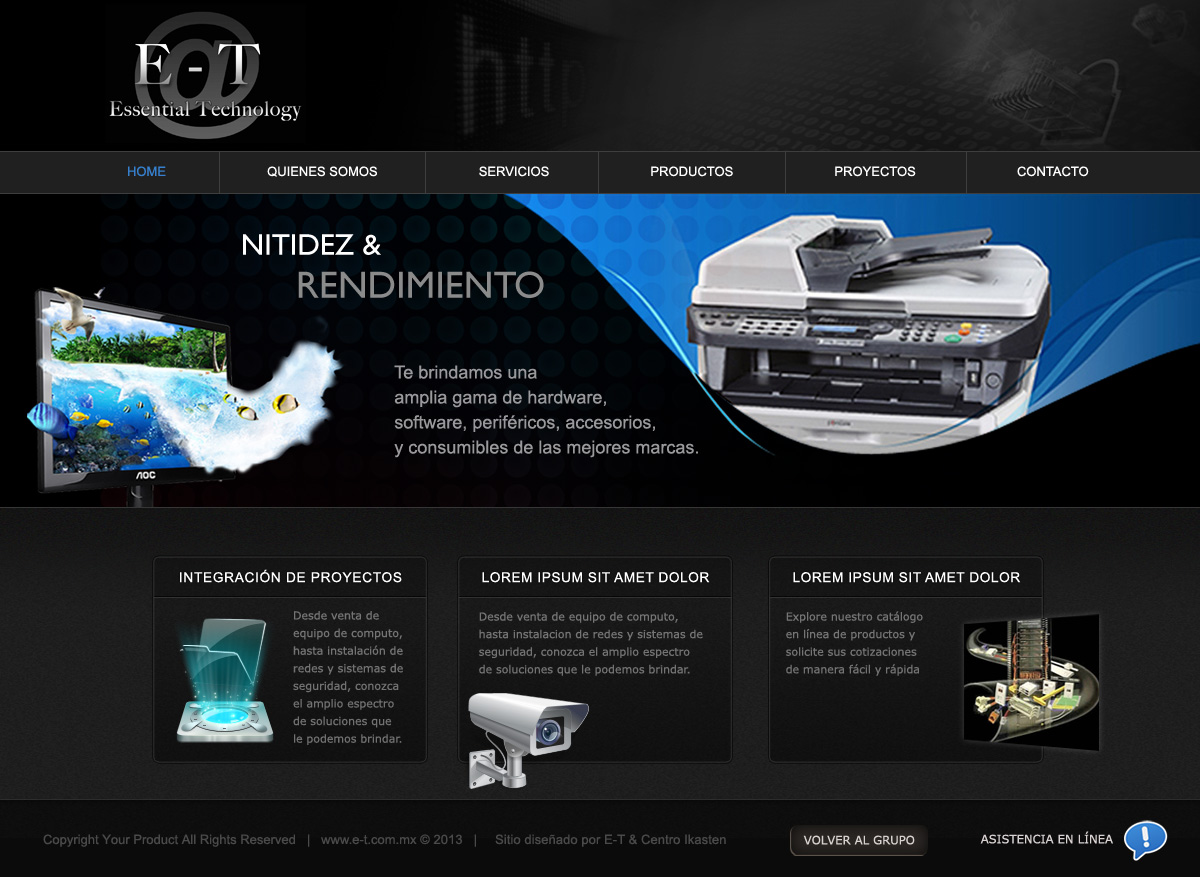 http
@
E-T
Essential Technology
HOME
QUIENES SOMOS
SERVICIOS
PRODUCTOS
PROYECTOS
CONTACTO
NITIDEZ &
RENDIMIENTO
Te brindamos una
amplia gama de hardware,
software, periféricos, accesorios,
y consumibles de las mejores marcas.
AOC
INTEGRACIÓN DE PROYECTOS
Desde venta de
equipo de computo,
hasta instalación de
redes y sistemas de
seguridad, conozca
el amplio espectro
de soluciones que
le podemos brindar.
LOREM IPSUM SIT AMET DOLOR
Desde venta de equipo de computo,
hasta instalacion de redes y sistemas de
seguridad, conozca el amplio espectro
de soluciones que le podemos brindar.
LOREM IPSUM SIT AMET DOLOR
Explore nuestro catálogo
en línea de productos y
solicite sus cotizaciones
de manera fácil y rápida
Copyright Your Product All Rights Reserved | www.e-t.com.mx © 2013 | Sitio diseñado por E-T & Centro Ikasten
VOLVER AL GRUPO
ASISTENCIA EN LÍNEA